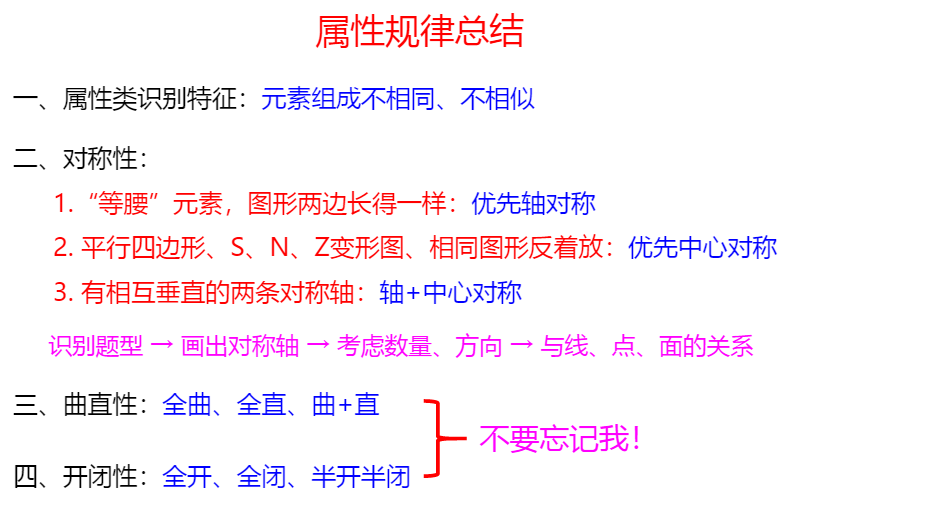 属性规律总结
一、属性类识别特征：元素组成不相同、不相似
二、对称性：
1. “等腰”元素，图形两边长得一样：优先轴对称
2. 平行四边形、S、N、Z变形图、相同图形反着放：优先中心对称
3. 有相互垂直的两条对称轴：轴+中心对称
识别题型 → 画出对称轴 → 考虑数量、方向 → 与线、点、面的关系
三、曲直性：全曲、全直、曲+直
不要忘记我！
四、开闭性：全开、全闭、半开半闭